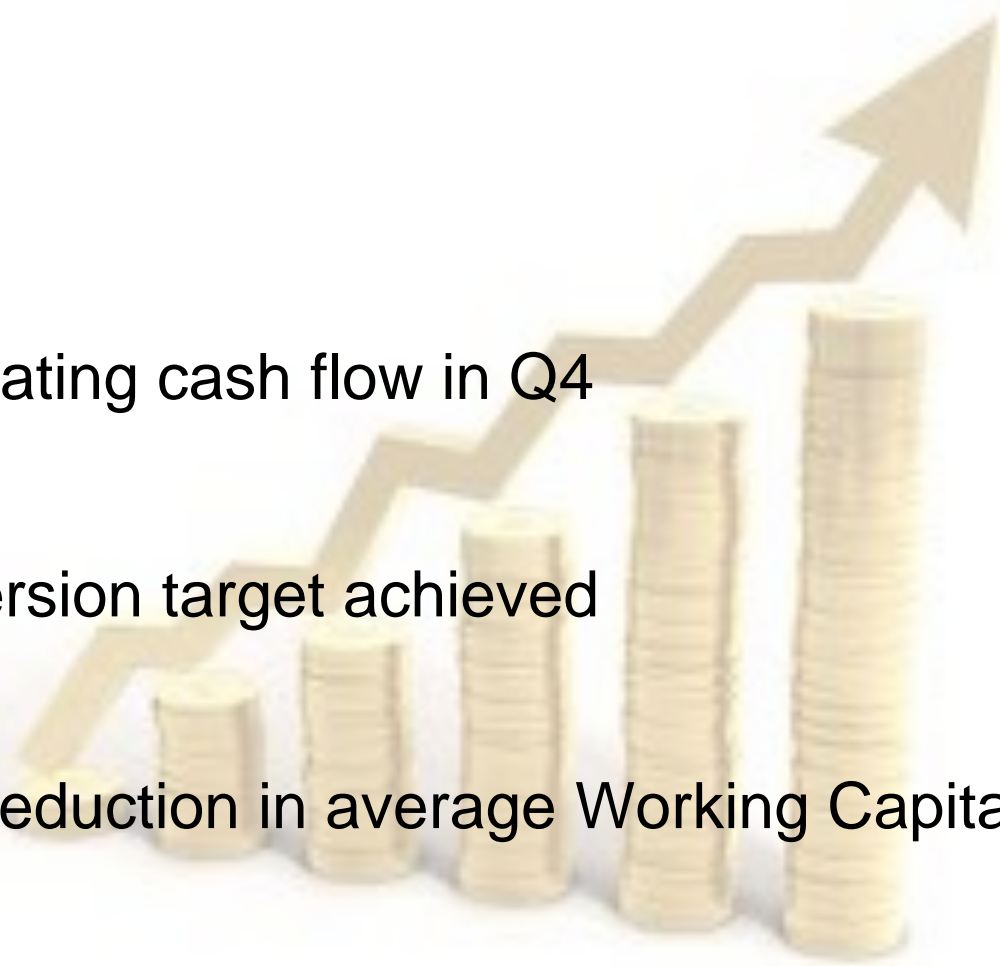 ating cash flow in Q4
ersion target achieved
eduction in average Working Capita